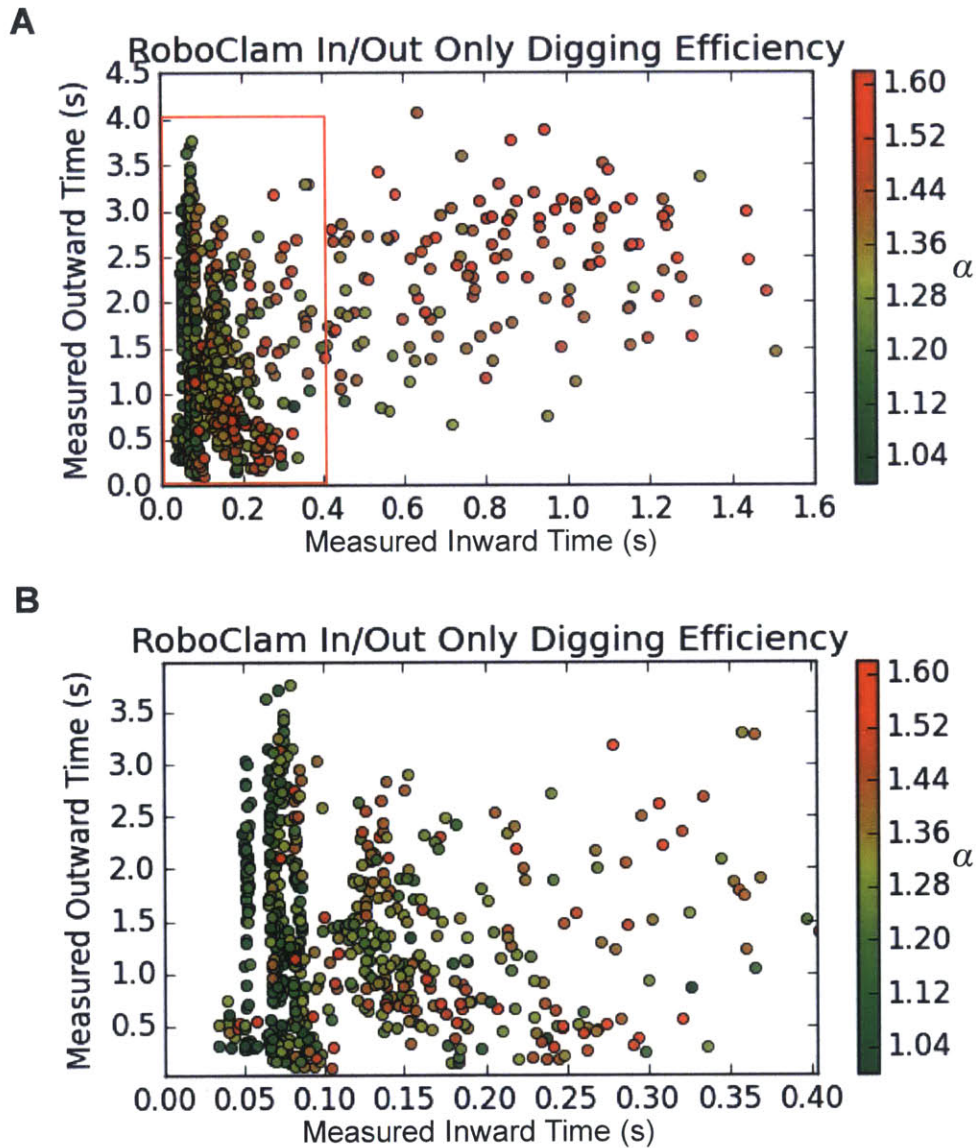 A
RoboClam In/Out Only Digging Efficiency
Measured Outward Time (s)
4.5
4.0
3.5
3.0
2.5
2.0
1.5
1.0
0.5
0.0
0.0 0.2 0.4 0.6 0.8 1.0 1.2 1.4 1.6
Measured Inward Time (s)
1.60
1.52
1.44
1.36
1.28
1.20
1.12
1.04
α
B
RoboClam In/Out Only Digging Efficiency
Measured Outward Time (s)
3.5
3.0
2.5
2.0
1.5
1.0
0.5
0.00 0.05 0.10 0.15 0.20 0.25 0.30 0.35 0.40
Measured Inward Time (s)
1.60
1.52
1.44
1.36
1.28
1.20
1.12
1.04
α